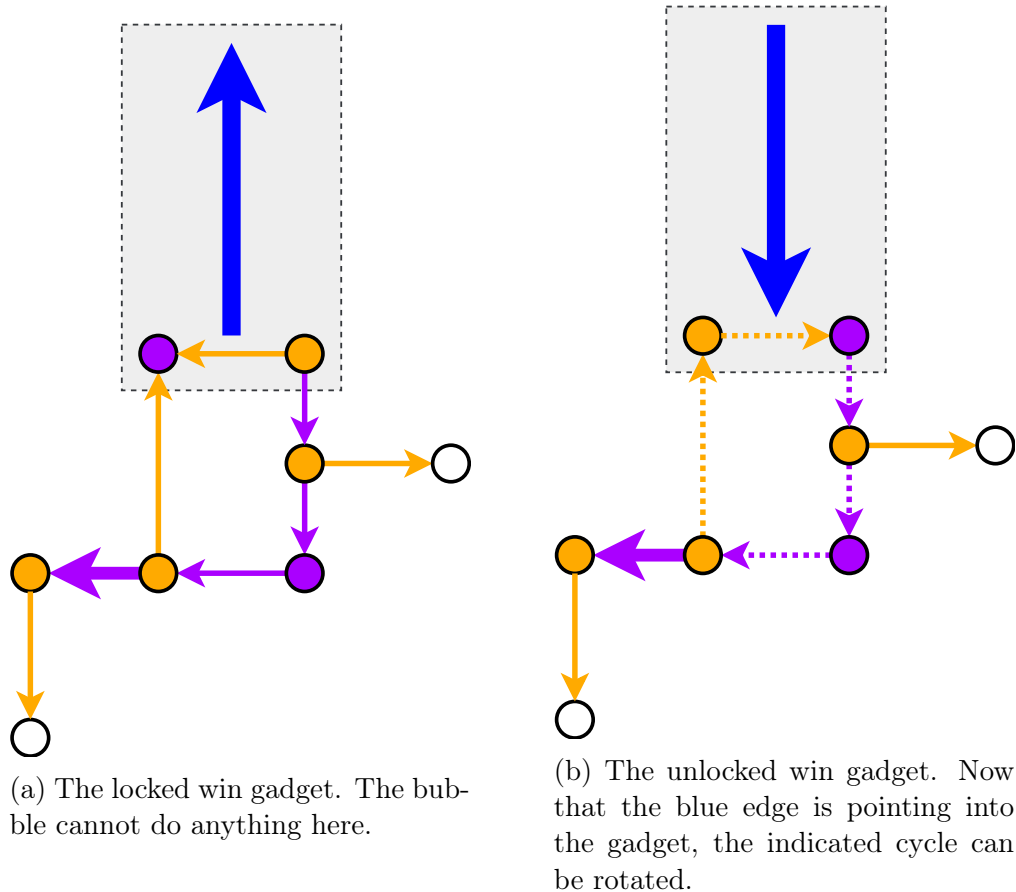 (a) The locked win gadget. The bub-
ble cannot do anything here.
(b) The unlocked win gadget. Now
that the blue edge is pointing into
the gadget, the indicated cycle can
be rotated.